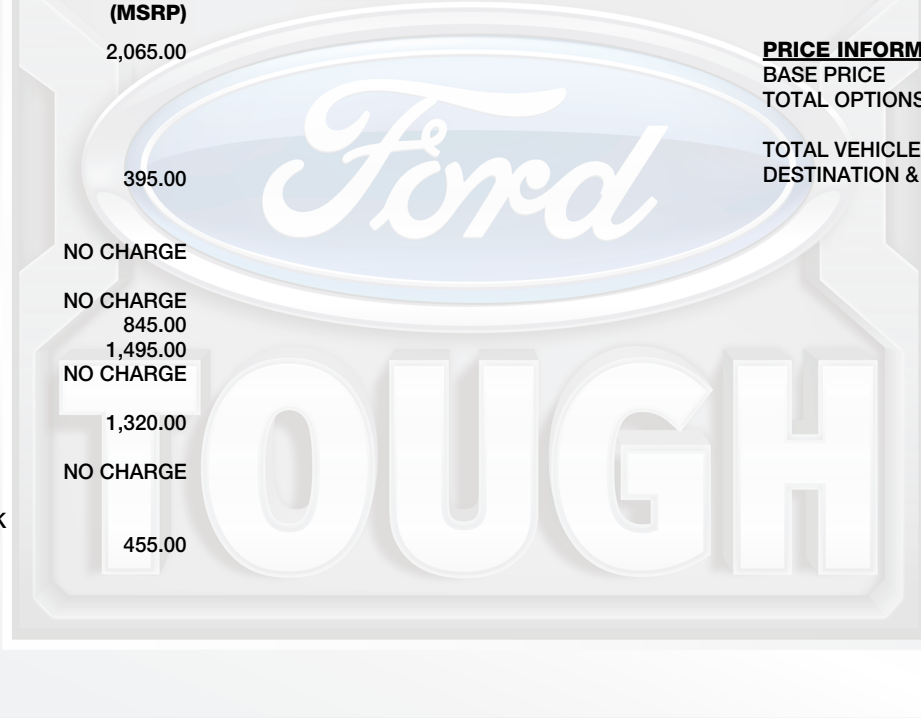 (MSRP)
2,065.00
395.00
NO CHARGE
NO CHARGE
845.00
1,495.00
NO CHARGE
1,320.00
NO CHARGE
K
455.00
PRICE INFORM
BASE PRICE
TOTAL OPTIONS
TOTAL VEHICLE
DESTINATION &
Ford
TOUGH